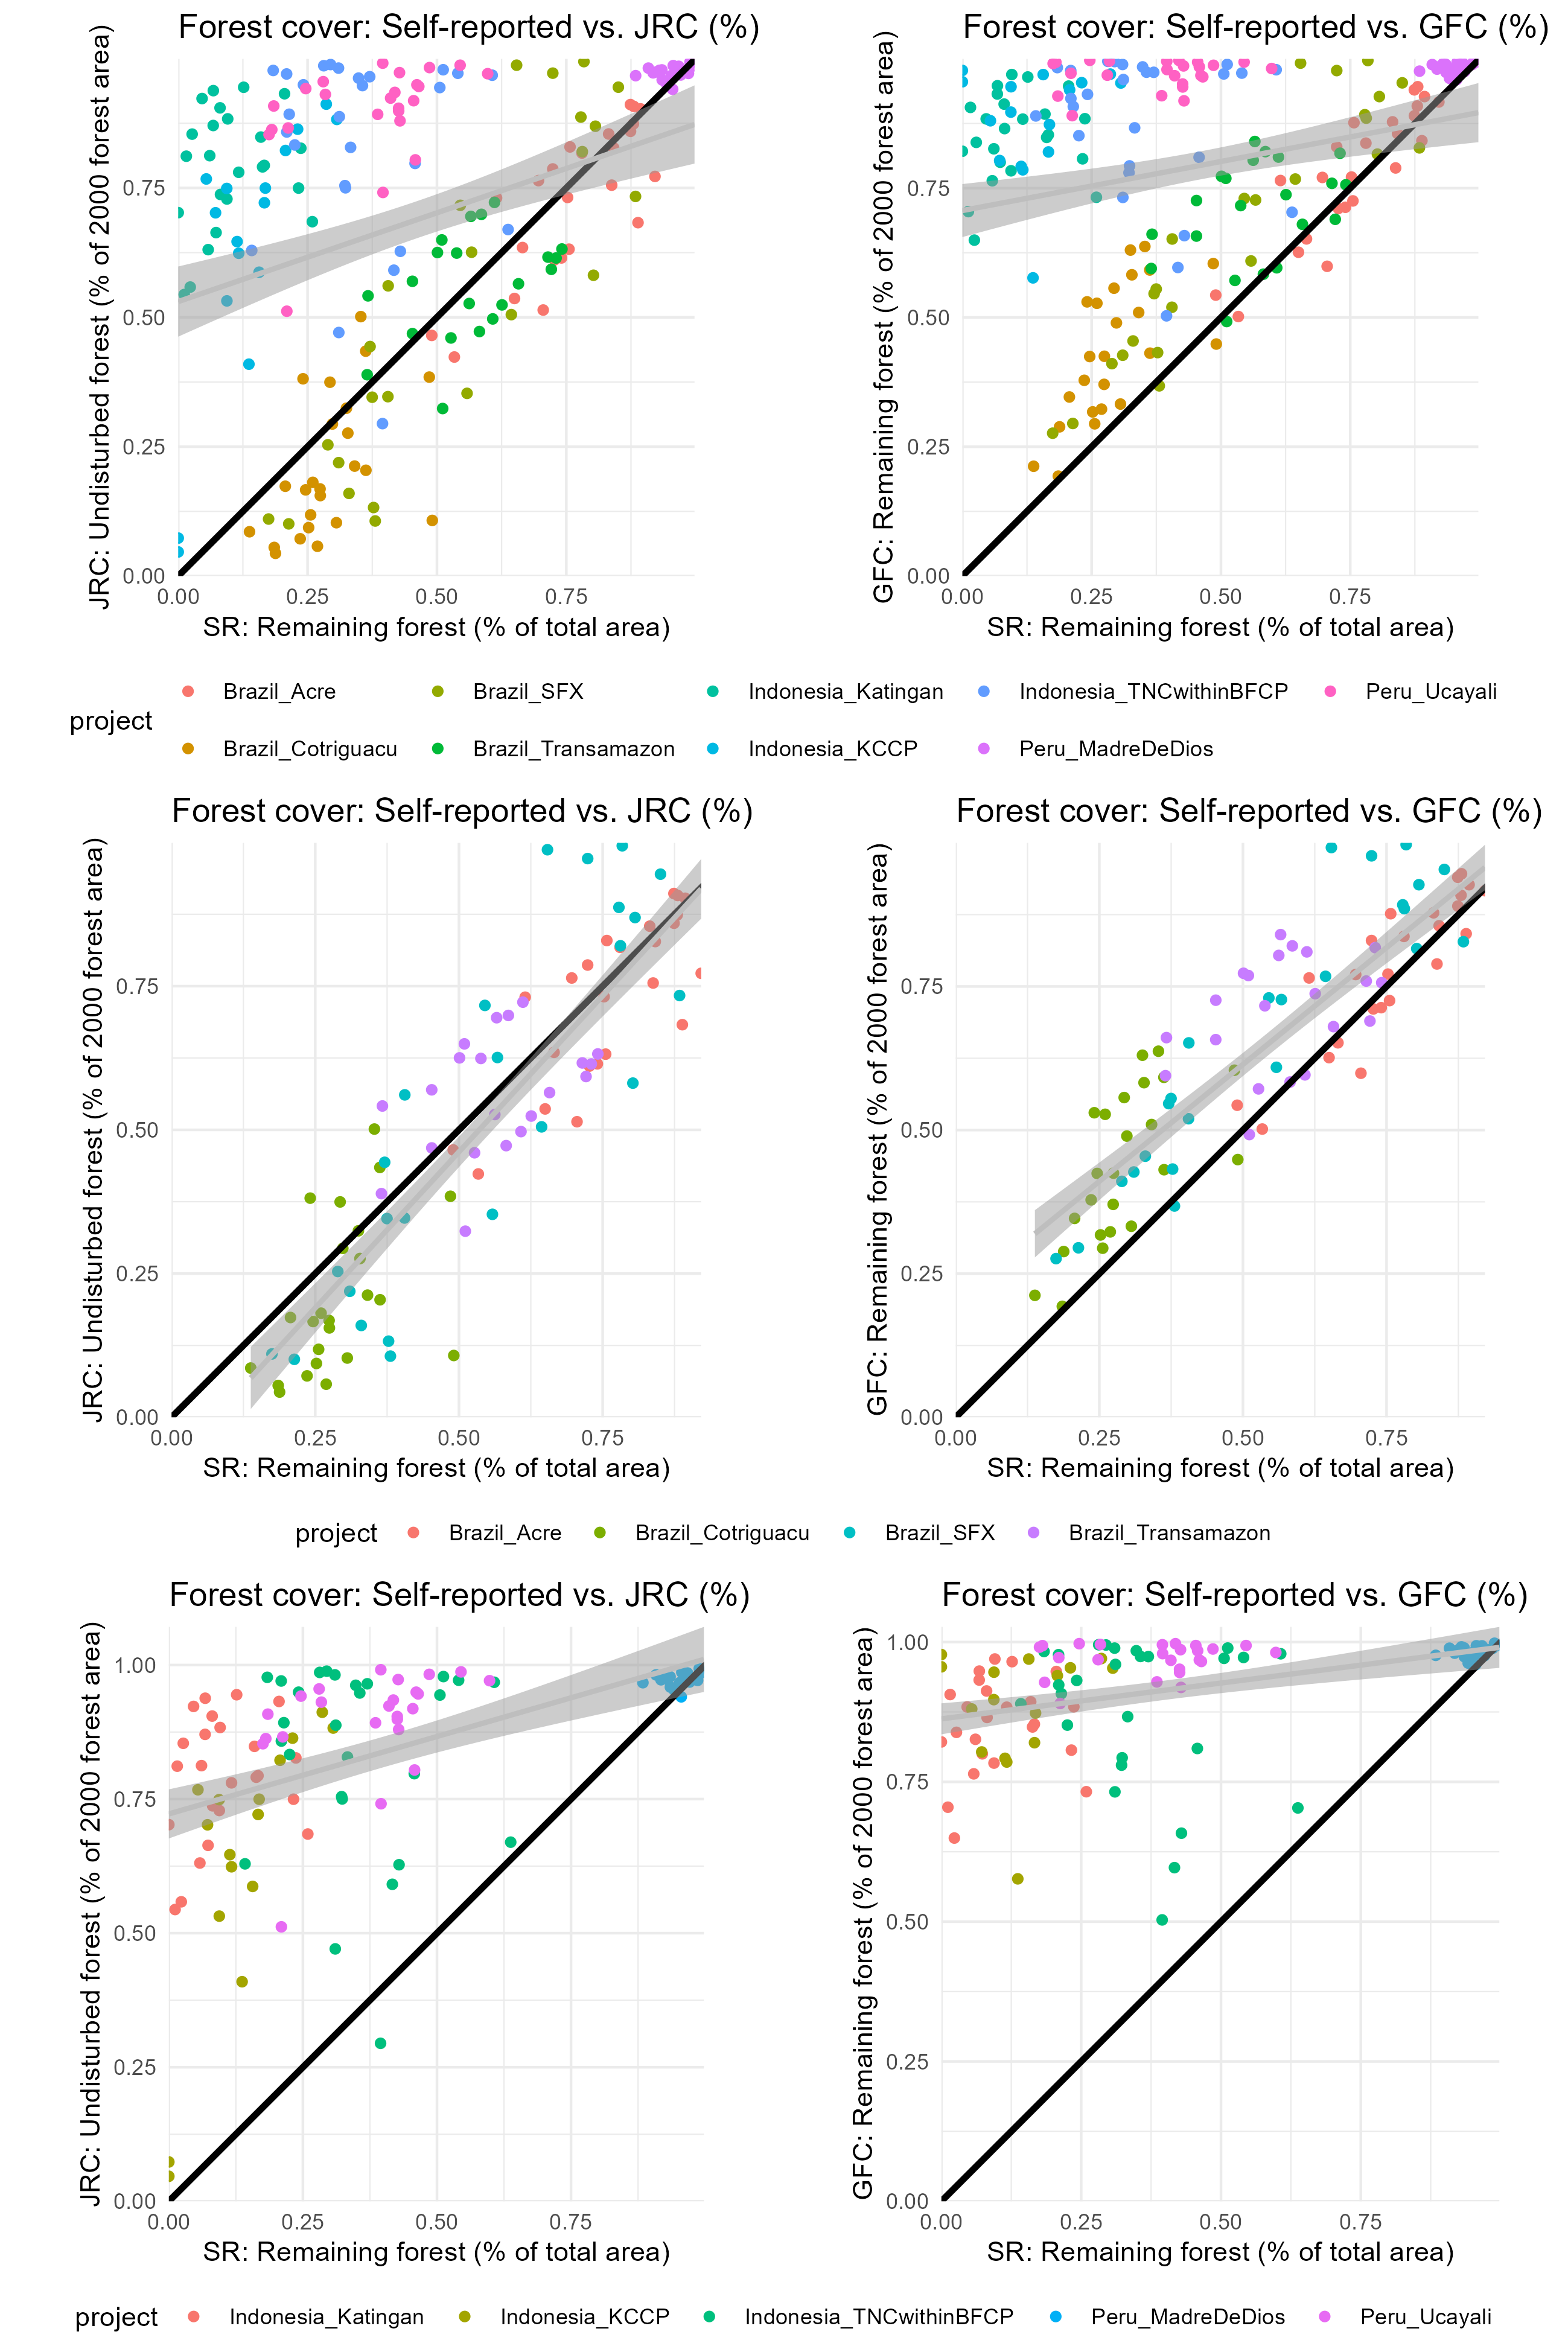 Forest cover: Self-reported vs. JRC (%)
JRC: Undisturbed forest (% of 2000 forest area)
0.75
0.50
0.25
0.00
0.00 0.25 0.50 0.75
SR: Remaining forest (% of total area)
Forest cover: Self-reported vs. GFC (%)
GFC: Remaining forest (% of 2000 forest area)
0.75
0.50
0.25
0.00
0.00 0.25 0.50 0.75
SR: Remaining forest (% of total area)
project
Brazil_Acre Brazil_SFX Indonesia_Katingan Indonesia_TNCwithinBFCP Peru_Ucayali
Brazil_Cotriguacu Brazil_Transamazon Indonesia_KCCP Peru_MadreDeDios
Forest cover: Self-reported vs. JRC (%)
JRC: Undisturbed forest (% of 2000 forest area)
0.75
0.50
0.25
0.00
0.00 0.25 0.50 0.75
SR: Remaining forest (% of total area)
Forest cover: Self-reported vs. GFC (%)
GFC: Remaining forest (% of 2000 forest area)
0.75
0.50
0.25
0.00
0.00 0.25 0.50 0.75
SR: Remaining forest (% of total area)
project Brazil_Acre Brazil_Cotriguacu Brazil_SFX Brazil_Transamazon
Forest cover: Self-reported vs. JRC (%)
JRC: Undisturbed forest (% of 2000 forest area)
1.00
0.75
0.50
0.25
0.00
0.00 0.25 0.50 0.75
SR: Remaining forest (% of total area)
Forest cover: Self-reported vs. GFC (%)
GFC: Remaining forest (% of 2000 forest area)
1.00
0.75
0.50
0.25
0.00
0.00 0.25 0.50 0.75
SR: Remaining forest (% of total area)
project Indonesia_Katingan Indonesia_KCCP Indonesia_TNCwithinBFCP Peru_MadreDeDios Peru_Ucayali